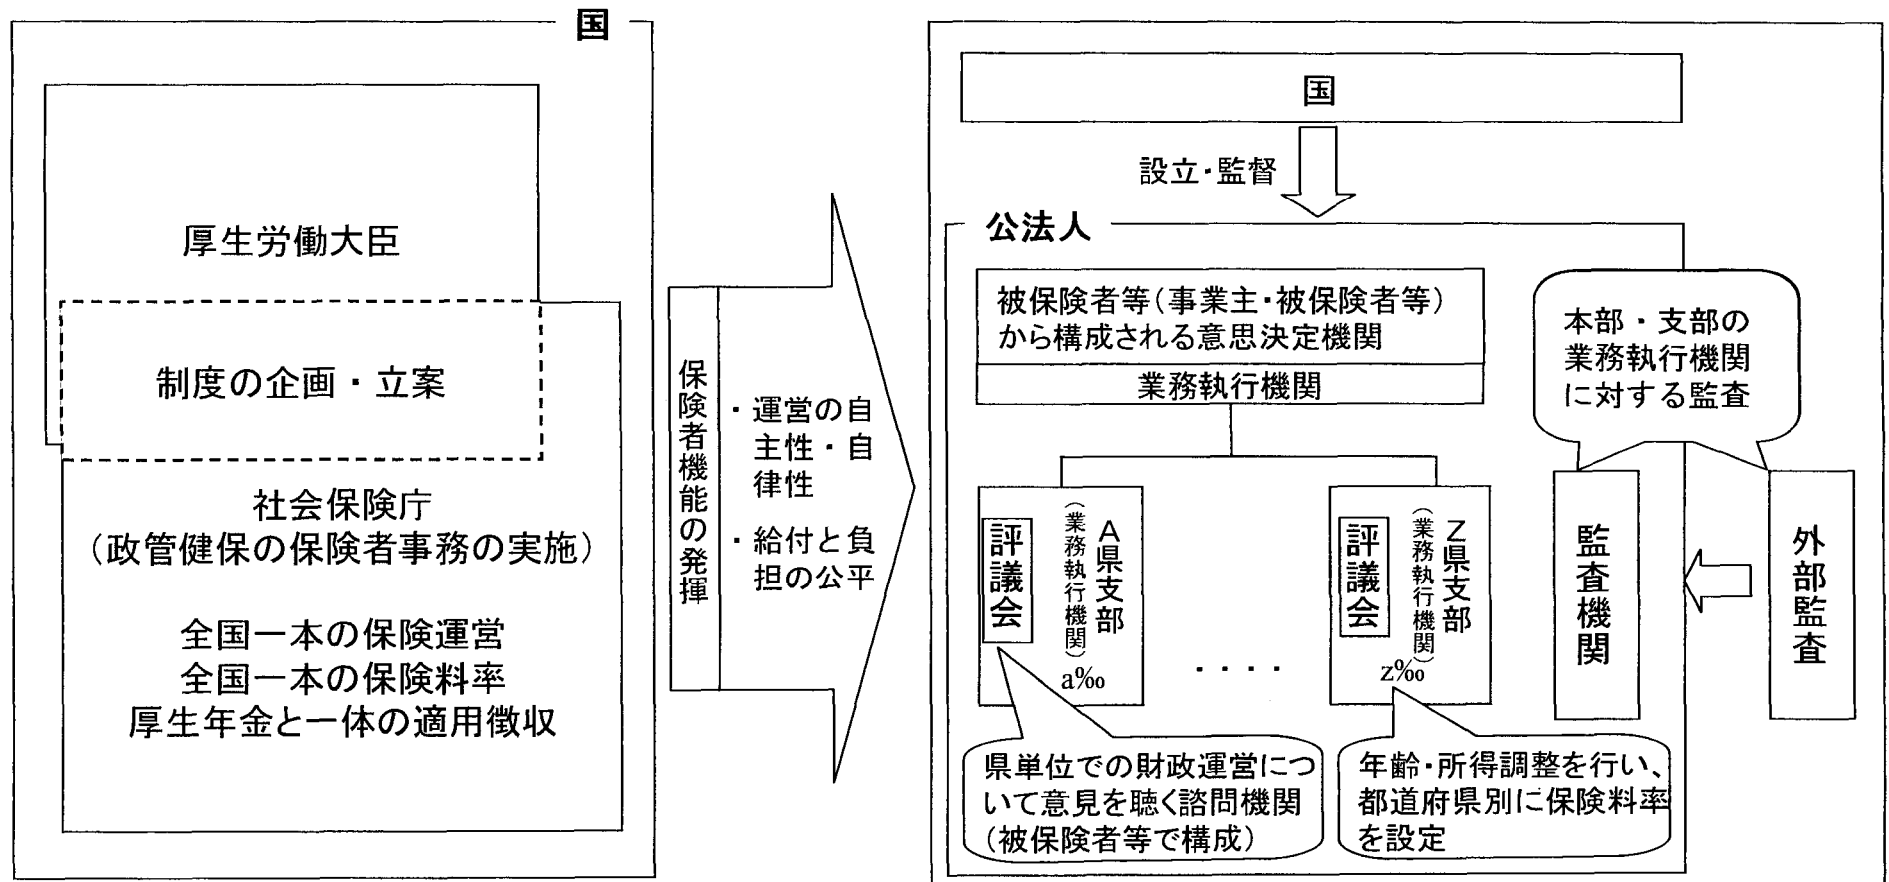 国
厚生労働大臣
制度の企画・立案
社会保険庁
（政管健保の保険者事務の実施）
全国一本の保険運営
全国一本の保険料率
厚生年金と一体の適用徴収
保険者機能の発揮
・運営の自
主性・自
律性
・給付と負
担の公平
国
設立・監督
公法人
被保険者等（事業主・被保険者等）
から構成される意思決定機関
業務執行機関
本部・支部の
業務執行機関
に対する監査
A県支部
（業務執行機関）
評議会
a‰
・・・・
Z県支部
（業務執行機関）
評議会
z‰
監査機関
外部監査
県単位での財政運営につ
いて意見を聴く諮問機関
（被保険者等で構成）
年齢・所得調整を行い、
都道府県別に保険料率
を設定